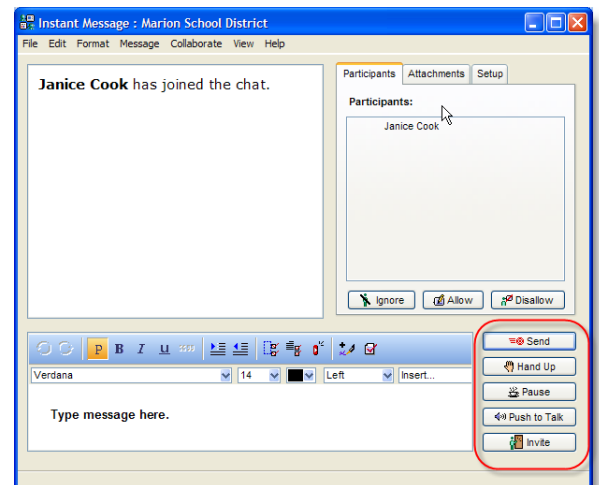 Instant Message : Marion School District
File Edit Format Message Collaborate View Help
Janice Cook has joined the chat.
Participants Attachments Setup
Participants:
Janice Cook
Ignore Allow Disallow
P B I u
Verdana 14 Left Insert...
Type message here.
Send
Hand Up
Pause
Push to Talk
Invite